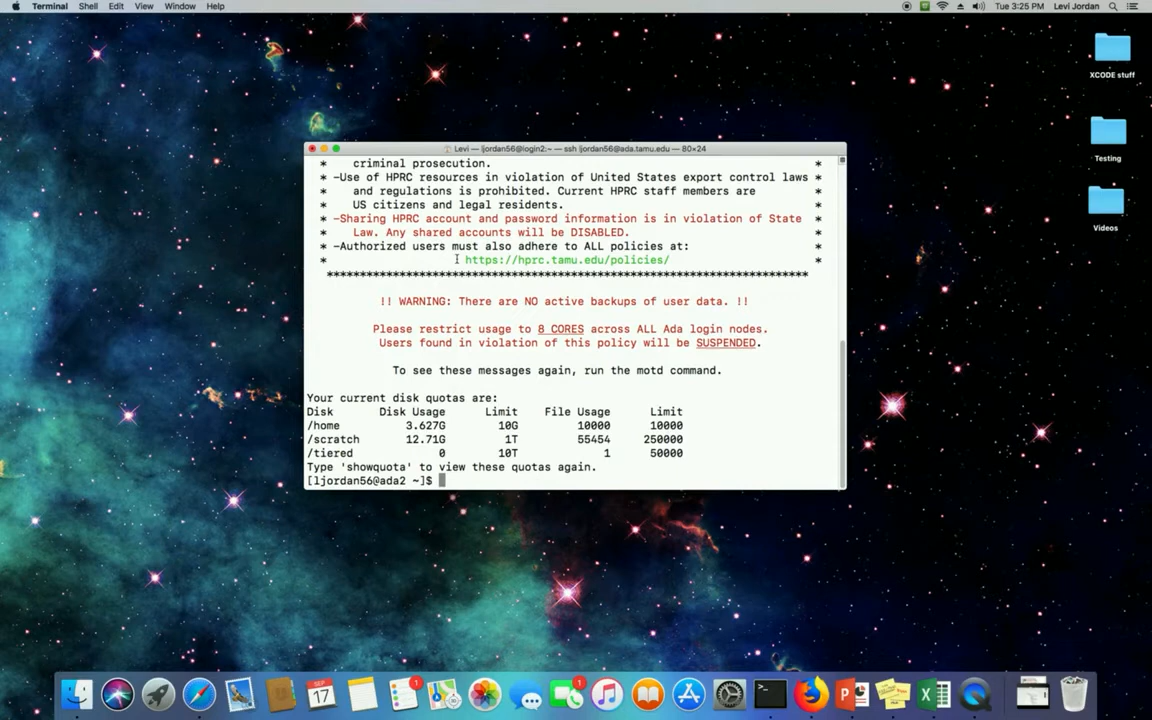 Terminal Shell Edit View Window Help
Tue 3:25 PM Levi Jordan
XCODE stuff
Testing
Videos
Levi — ljordan56@login2:~ — ssh ljordan56@ada.tamu.edu — 80×24
* criminal prosecution. *
* -Use of HPRC resources in violation of United States export control laws *
* and regulations is prohibited. Current HPRC staff members are *
* US citizens and legal residents. *
* -Sharing HPRC account and password information is in violation of State *
* Law. Any shared accounts will be DISABLED. *
* -Authorized users must also adhere to ALL policies at: *
* https://hprc.tamu.edu/policies/ *
*************************************************************************
!! WARNING: There are NO active backups of user data. !!
Please restrict usage to 8 CORES across ALL Ada login nodes.
Users found in violation of this policy will be SUSPENDED.
To see these messages again, run the motd command.
Your current disk quotas are:
Disk Disk Usage Limit File Usage Limit
/home 3.627G 10G 10000 10000
/scratch 12.71G 1T 55454 250000
/tiered 0 10T 1 50000
Type 'showquota' to view these quotas again.
[ljordan56@ada2 ~]$
SEP
17
1
1